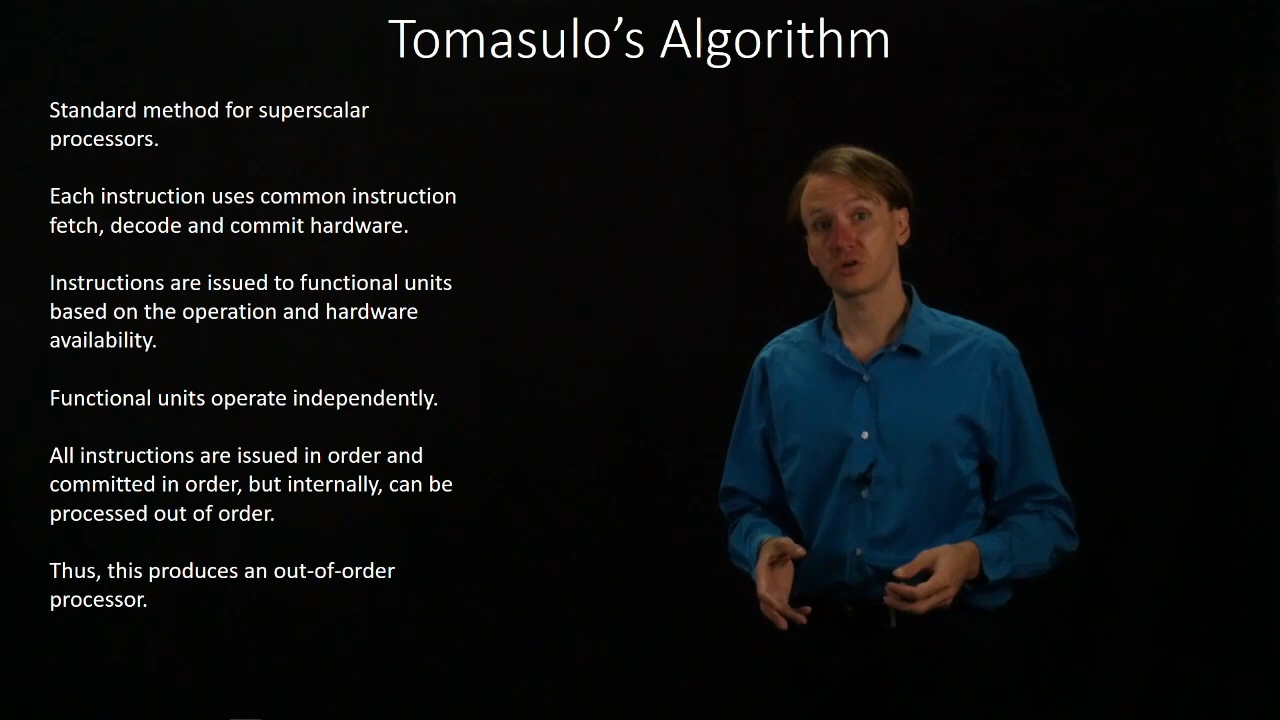 Tomasulo’s Algorithm
Standard method for superscalar
processors.
Each instruction uses common instruction
fetch, decode and commit hardware.
Instructions are issued to functional units
based on the operation and hardware
availability.
Functional units operate independently.
All instructions are issued in order and
committed in order, but internally, can be
processed out of order.
Thus, this produces an out-of-order
processor.